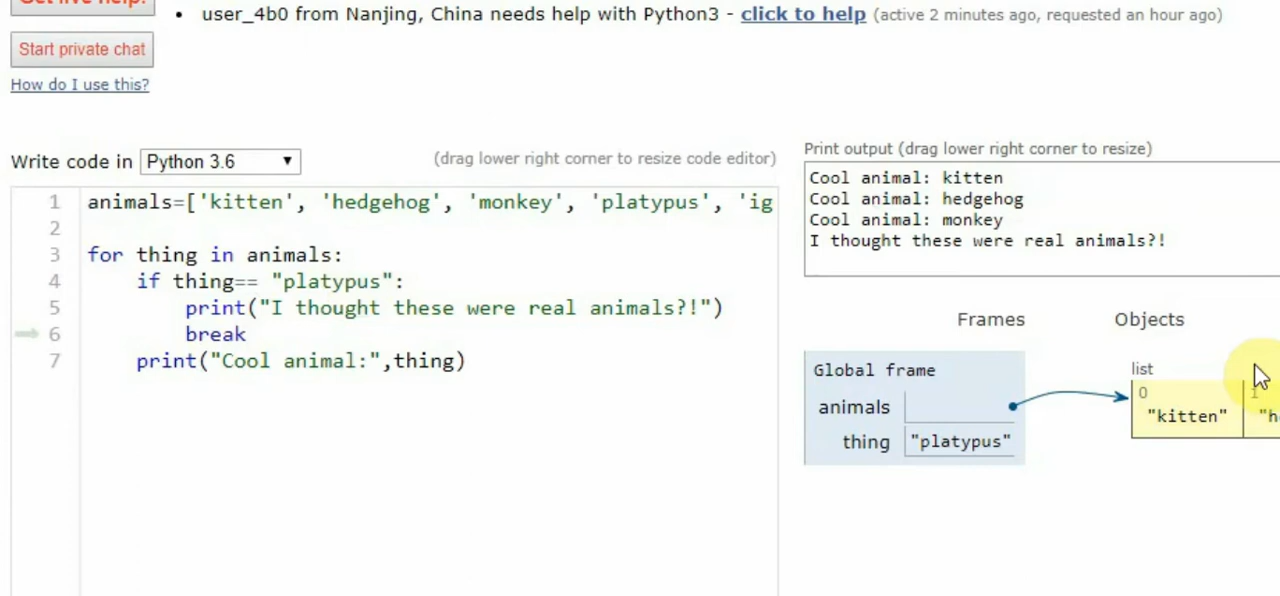 Get live help!
user_4b0 from Nanjing, China needs help with Python3 - click to help (active 2 minutes ago, requested an hour ago)
Start private chat
How do I use this?
Write code in Python 3.6
(drag lower right corner to resize code editor)
1 animals=['kitten', 'hedgehog', 'monkey', 'platypus', 'ig
2
3 for thing in animals:
4 if thing== "platypus":
5 print("I thought these were real animals?!")
6 break
7 print("Cool animal:",thing)
Print output (drag lower right corner to resize)
Cool animal: kitten
Cool animal: hedgehog
Cool animal: monkey
I thought these were real animals?!
Frames Objects
Global frame
animals
thing "platypus"
list
0 1
"kitten" "h